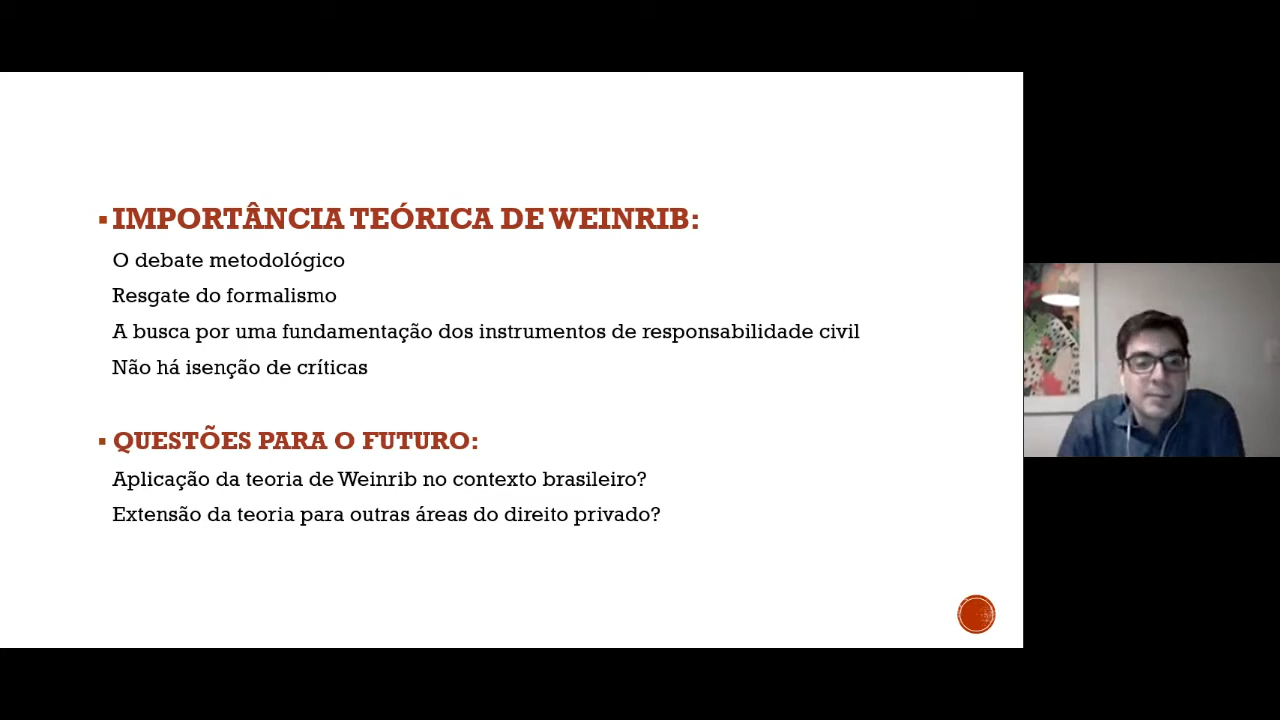 IMPORTÂNCIA TEÓRICA DE WEINRIB:
O debate metodológico
Resgate do formalismo
A busca por uma fundamentação dos instrumentos de responsabilidade civil
Não há isenção de críticas
QUESTÕES PARA O FUTURO:
Aplicação da teoria de Weinrib no contexto brasileiro?
Extensão da teoria para outras áreas do direito privado?